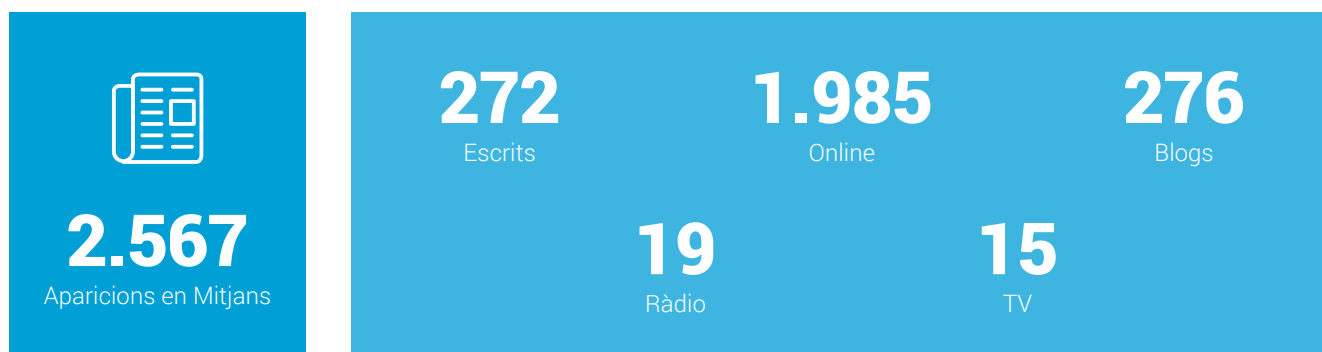 2.567
Aparicions en Mitjans
272
Escrits
1.985
Online
276
Blogs
19
Ràdio
15
TV